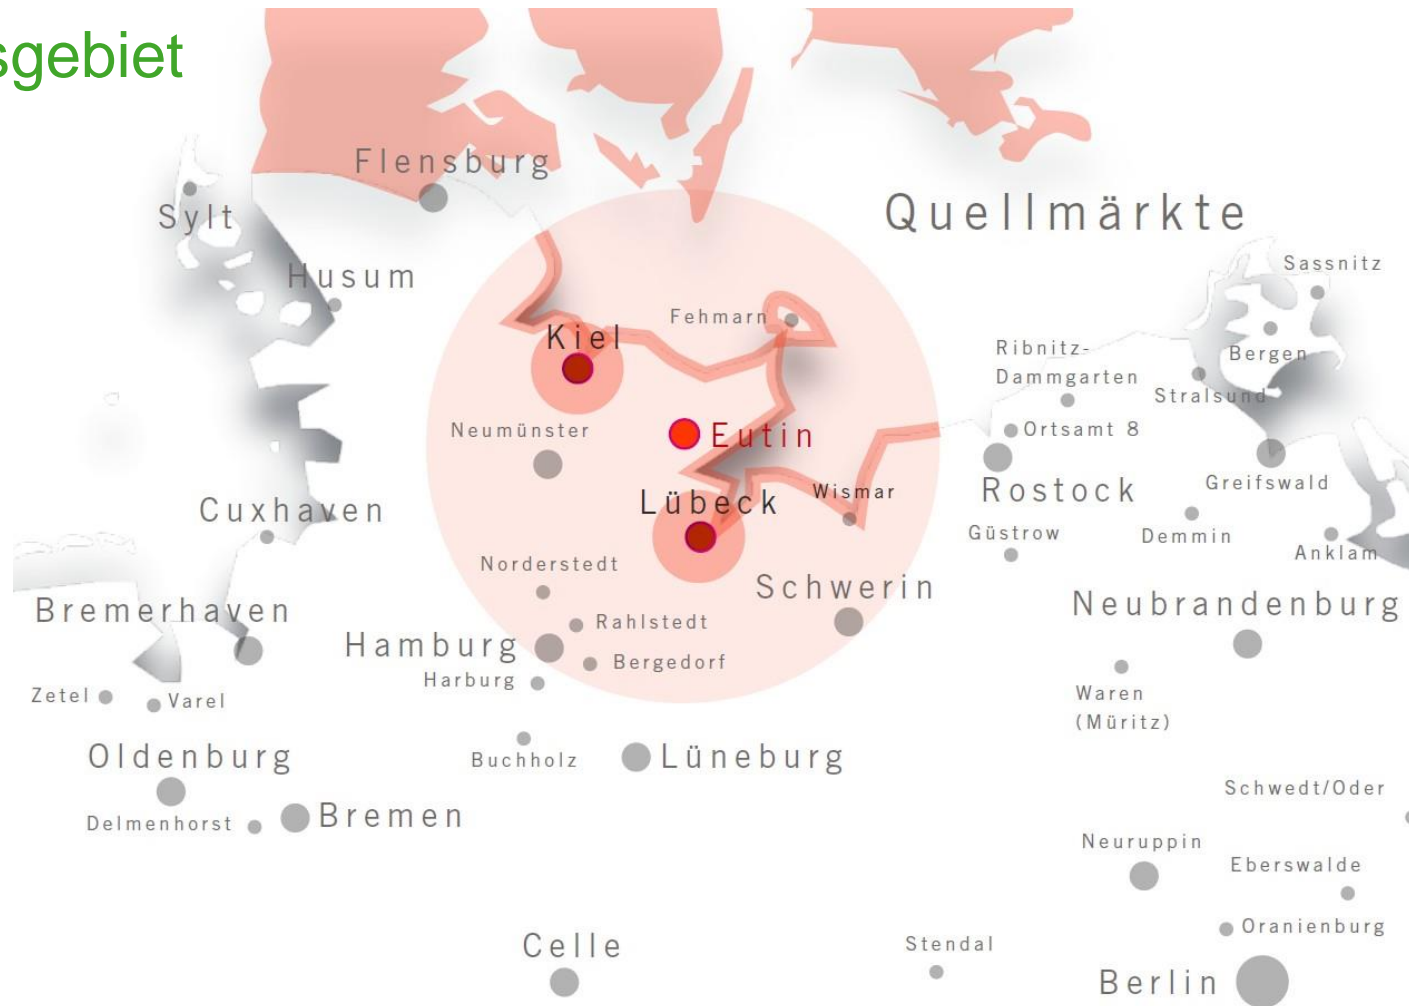 sgebiet
Flensburg
Quellmärkte
Sylt
Husum
Sassnitz
Fehmarn
Kiel
Ribnitz-
Dammgarten
Bergen
Stralsund
Neumünster
Eutin
Ortsamt 8
Lübeck
Wismar
Rostock
Greifswald
Cuxhaven
Güstrow
Demmin
Anklam
Norderstedt
Schwerin
Bremerhaven
Neubrandenburg
Hamburg
Rahlstedt
Bergedorf
Harburg
Zetel
Varel
Waren
(Müritz)
Oldenburg
Buchholz
Lüneburg
Schwedt/Oder
Delmenhorst
Bremen
Neuruppin
Eberswalde
Oranienburg
Celle
Stendal
Berlin